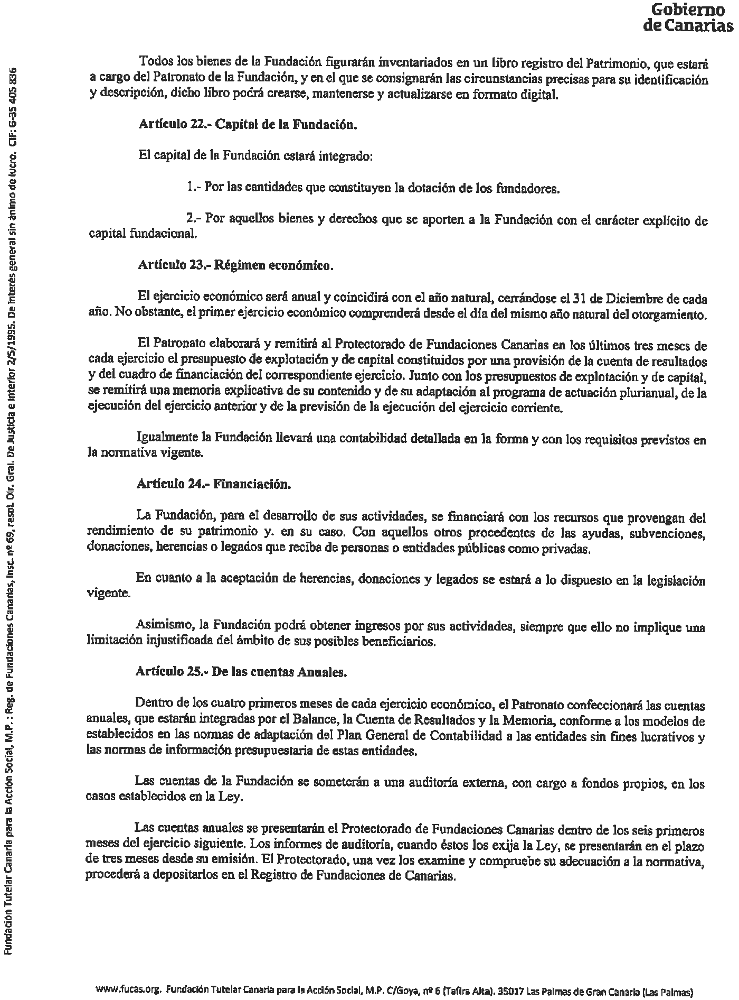 Gobierno
de Canarias
Todos los bienes de la Fundación figurarán inventariados en un libro registro del Patrimonio, que estará
a cargo del Patronato de la Fundación, y en el que se consignarán las circunstancias precisas para su identificación
y descripción, dicho libro podrá crearse, mantenerse y actualizarse en formato digital.
Artículo 22.- Capital de la Fundación.
El capital de la Fundación estará integrado:
1.- Por las cantidades que constituyen la dotación de los fundadores.
2.- Por aquellos bienes y derechos que se aporten a la Fundación con el carácter explícito de
capital fundacional.
Artículo 23.- Régimen económico.
El ejercicio económico será anual y coincidirá con el año natural, cerrándose el 31 de Diciembre de cada
año. No obstante, el primer ejercicio económico comprenderá desde el día del mismo año natural del otorgamiento.
El Patronato elaborará y remitirá al Protectorado de Fundaciones Canarias en los últimos tres meses de
cada ejercicio el presupuesto de explotación y de capital constituidos por una provisión de la cuenta de resultados
y del cuadro de financiación del correspondiente ejercicio. Junto con los presupuestos de explotación y de capital,
se remitirá una memoria explicativa de su contenido y de su adaptación al programa de actuación plurianual, de la
ejecución del ejercicio anterior y de la previsión de la ejecución del ejercicio corriente.
Igualmente la Fundación llevará una contabilidad detallada en la forma y con los requisitos previstos en
la normativa vigente.
Artículo 24.- Financiación.
La Fundación, para el desarrollo de sus actividades, se financiará con los recursos que provengan del
rendimiento de su patrimonio y. en su caso. Con aquellos otros procedentes de las ayudas, subvenciones,
donaciones, herencias o legados que reciba de personas o entidades públicas como privadas.
En cuanto a la aceptación de herencias, donaciones y legados se estará a lo dispuesto en la legislación
vigente.
Asimismo, la Fundación podrá obtener ingresos por sus actividades, siempre que ello no implique una
limitación injustificada del ámbito de sus posibles beneficiarios.
Artículo 25.- De las cuentas Anuales.
Dentro de los cuatro primeros meses de cada ejercicio económico, el Patronato confeccionará las cuentas
anuales, que estarán integradas por el Balance, la Cuenta de Resultados y la Memoria, conforme a los modelos de
establecidos en las normas de adaptación del Plan General de Contabilidad a las entidades sin fines lucrativos y
las normas de información presupuestaria de estas entidades.
Las cuentas de la Fundación se someterán a una auditoría externa, con cargo a fondos propios, en los
casos establecidos en la Ley.
Las cuentas anuales se presentarán el Protectorado de Fundaciones Canarias dentro de los seis primeros
meses del ejercicio siguiente. Los informes de auditoría, cuando éstos los exija la Ley, se presentarán en el plazo
de tres meses desde su emisión. El Protectorado, una vez los examine y compruebe su adecuación a la normativa,
procederá a depositarlos en el Registro de Fundaciones de Canarias.
Fundación Tutelar Canaria para la Acción Social, M.P. : Reg. de Fundaciones Canarias, Insc. nº 69, resol. Dir. Gral. De Justicia e Interior 2/5/1995. De interés general sin ánimo de lucro. CIF: G-35 405 836
www.fucas.org. Fundación Tutelar Canaria para la Acción Social, M.P. C/Goya, nº 6 (Tafira Alta). 35017 Las Palmas de Gran Canaria (Las Palmas)